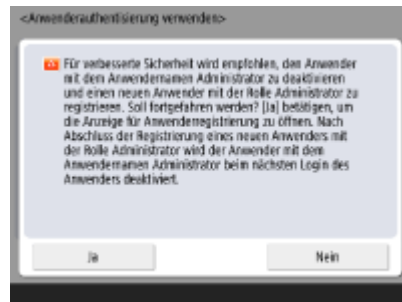 <Anwenderauthentisierung verwenden>
Für verbesserte Sicherheit wird empfohlen, den Anwender
mit dem Anwendernamen Administrator zu deaktivieren
und einen neuen Anwender mit der Rolle Administrator zu
registrieren. Soll fortgefahren werden? [Ja] betätigen, um
die Anzeige für Anwenderregistrierung zu öffnen. Nach
Abschluss der Registrierung eines neuen Anwenders mit
der Rolle Administrator wird der Anwender mit dem
Anwendernamen Administrator beim nächsten Login des
Anwenders deaktiviert.
Ja
Nein